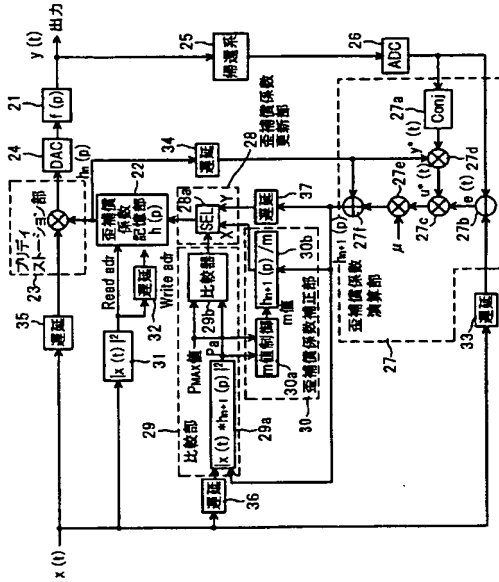 x (t)
35
遅延
プリディ
ストーション部
23
24
DAC
21
f (p)
y (t)
出力
hn (p)
25
帰還系
26
ADC
31
|x (t) |²
Read adr
Write adr
32
遅延
22
歪補償
係数
記憶部
h (p)
34
遅延
28
歪補償係数
更新部
28a
SEL
X
Y
29
比較部
PMAX値
29b
比較器
Pa
|x (t) *hn+1 (p) |²
29a
36
遅延
30a
m値制御
m値
hn+1 (p) /m
30b
30
歪補償係数補正部
37
遅延
hn+1 (p)
27
歪補償係数
演算部
27a
Conj
y* (t)
27d
u* (t)
27c
27e
μ
27f
e (t)
27b
33
遅延